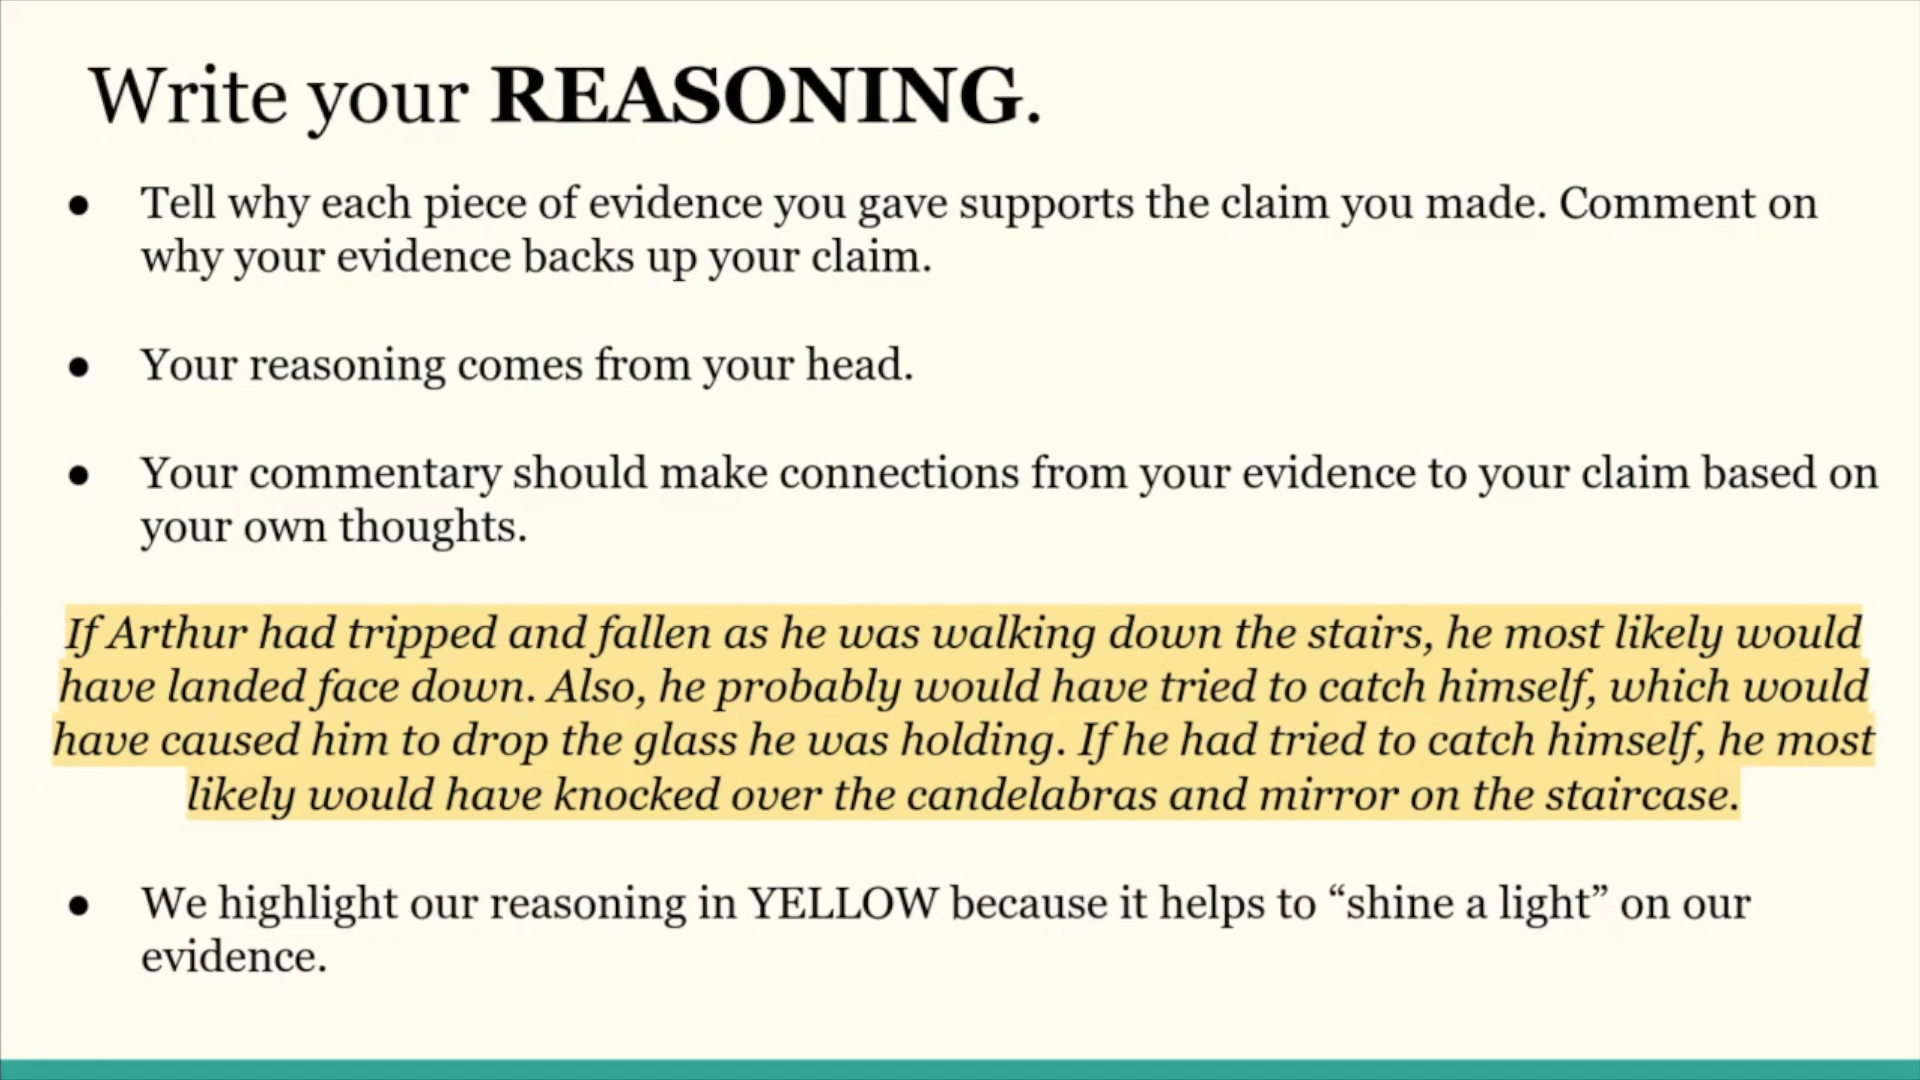 Write your REASONING.
● Tell why each piece of evidence you gave supports the claim you made. Comment on
why your evidence backs up your claim.
● Your reasoning comes from your head.
● Your commentary should make connections from your evidence to your claim based on
your own thoughts.
If Arthur had tripped and fallen as he was walking down the stairs, he most likely would
have landed face down. Also, he probably would have tried to catch himself, which would
have caused him to drop the glass he was holding. If he had tried to catch himself, he most
likely would have knocked over the candelabras and mirror on the staircase.
● We highlight our reasoning in YELLOW because it helps to “shine a light” on our
evidence.